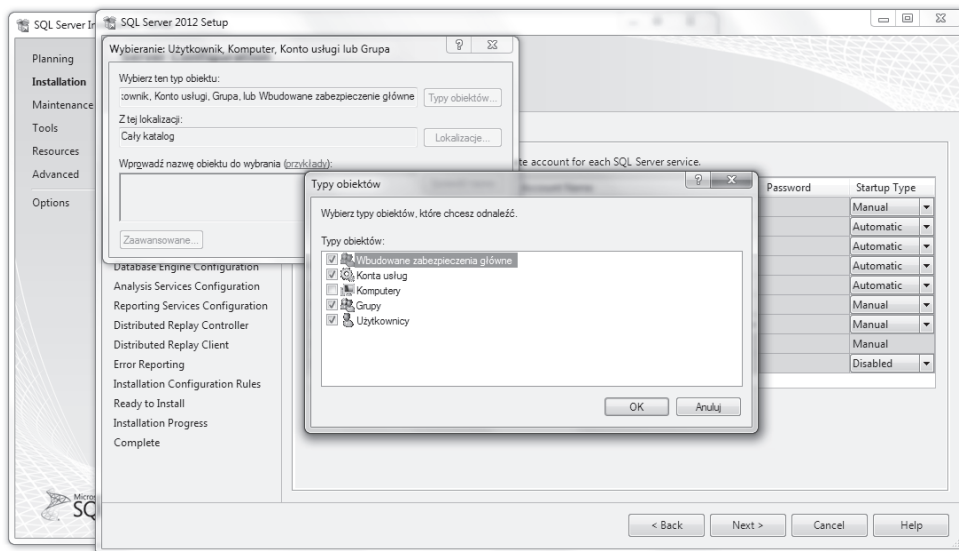 SQL Server In
SQL Server 2012 Setup
Planning
Installation
Maintenance
Tools
Resources
Advanced
Options
Wybieranie: Użytkownik, Komputer, Konto usługi lub Grupa
Wybierz ten typ obiektu:
:ownik, Konto usługi, Grupa, lub Wbudowane zabezpieczenie główne
Typy obiektów...
Z tej lokalizacji:
Cały katalog
Lokalizacje...
Wprowadź nazwę obiektu do wybrania (przykłady):
Zaawansowane...
te account for each SQL Server service.
Password
Startup Type
Manual
Automatic
Automatic
Automatic
Automatic
Manual
Manual
Manual
Disabled
Typy obiektów
Wybierz typy obiektów, które chcesz odnaleźć.
Typy obiektów:
Wbudowane zabezpieczenia główne
Konta usług
Komputery
Grupy
Użytkownicy
OK
Anuluj
Database Engine Configuration
Analysis Services Configuration
Reporting Services Configuration
Distributed Replay Controller
Distributed Replay Client
Error Reporting
Installation Configuration Rules
Ready to Install
Installation Progress
Complete
Micros
SQ
< Back
Next >
Cancel
Help